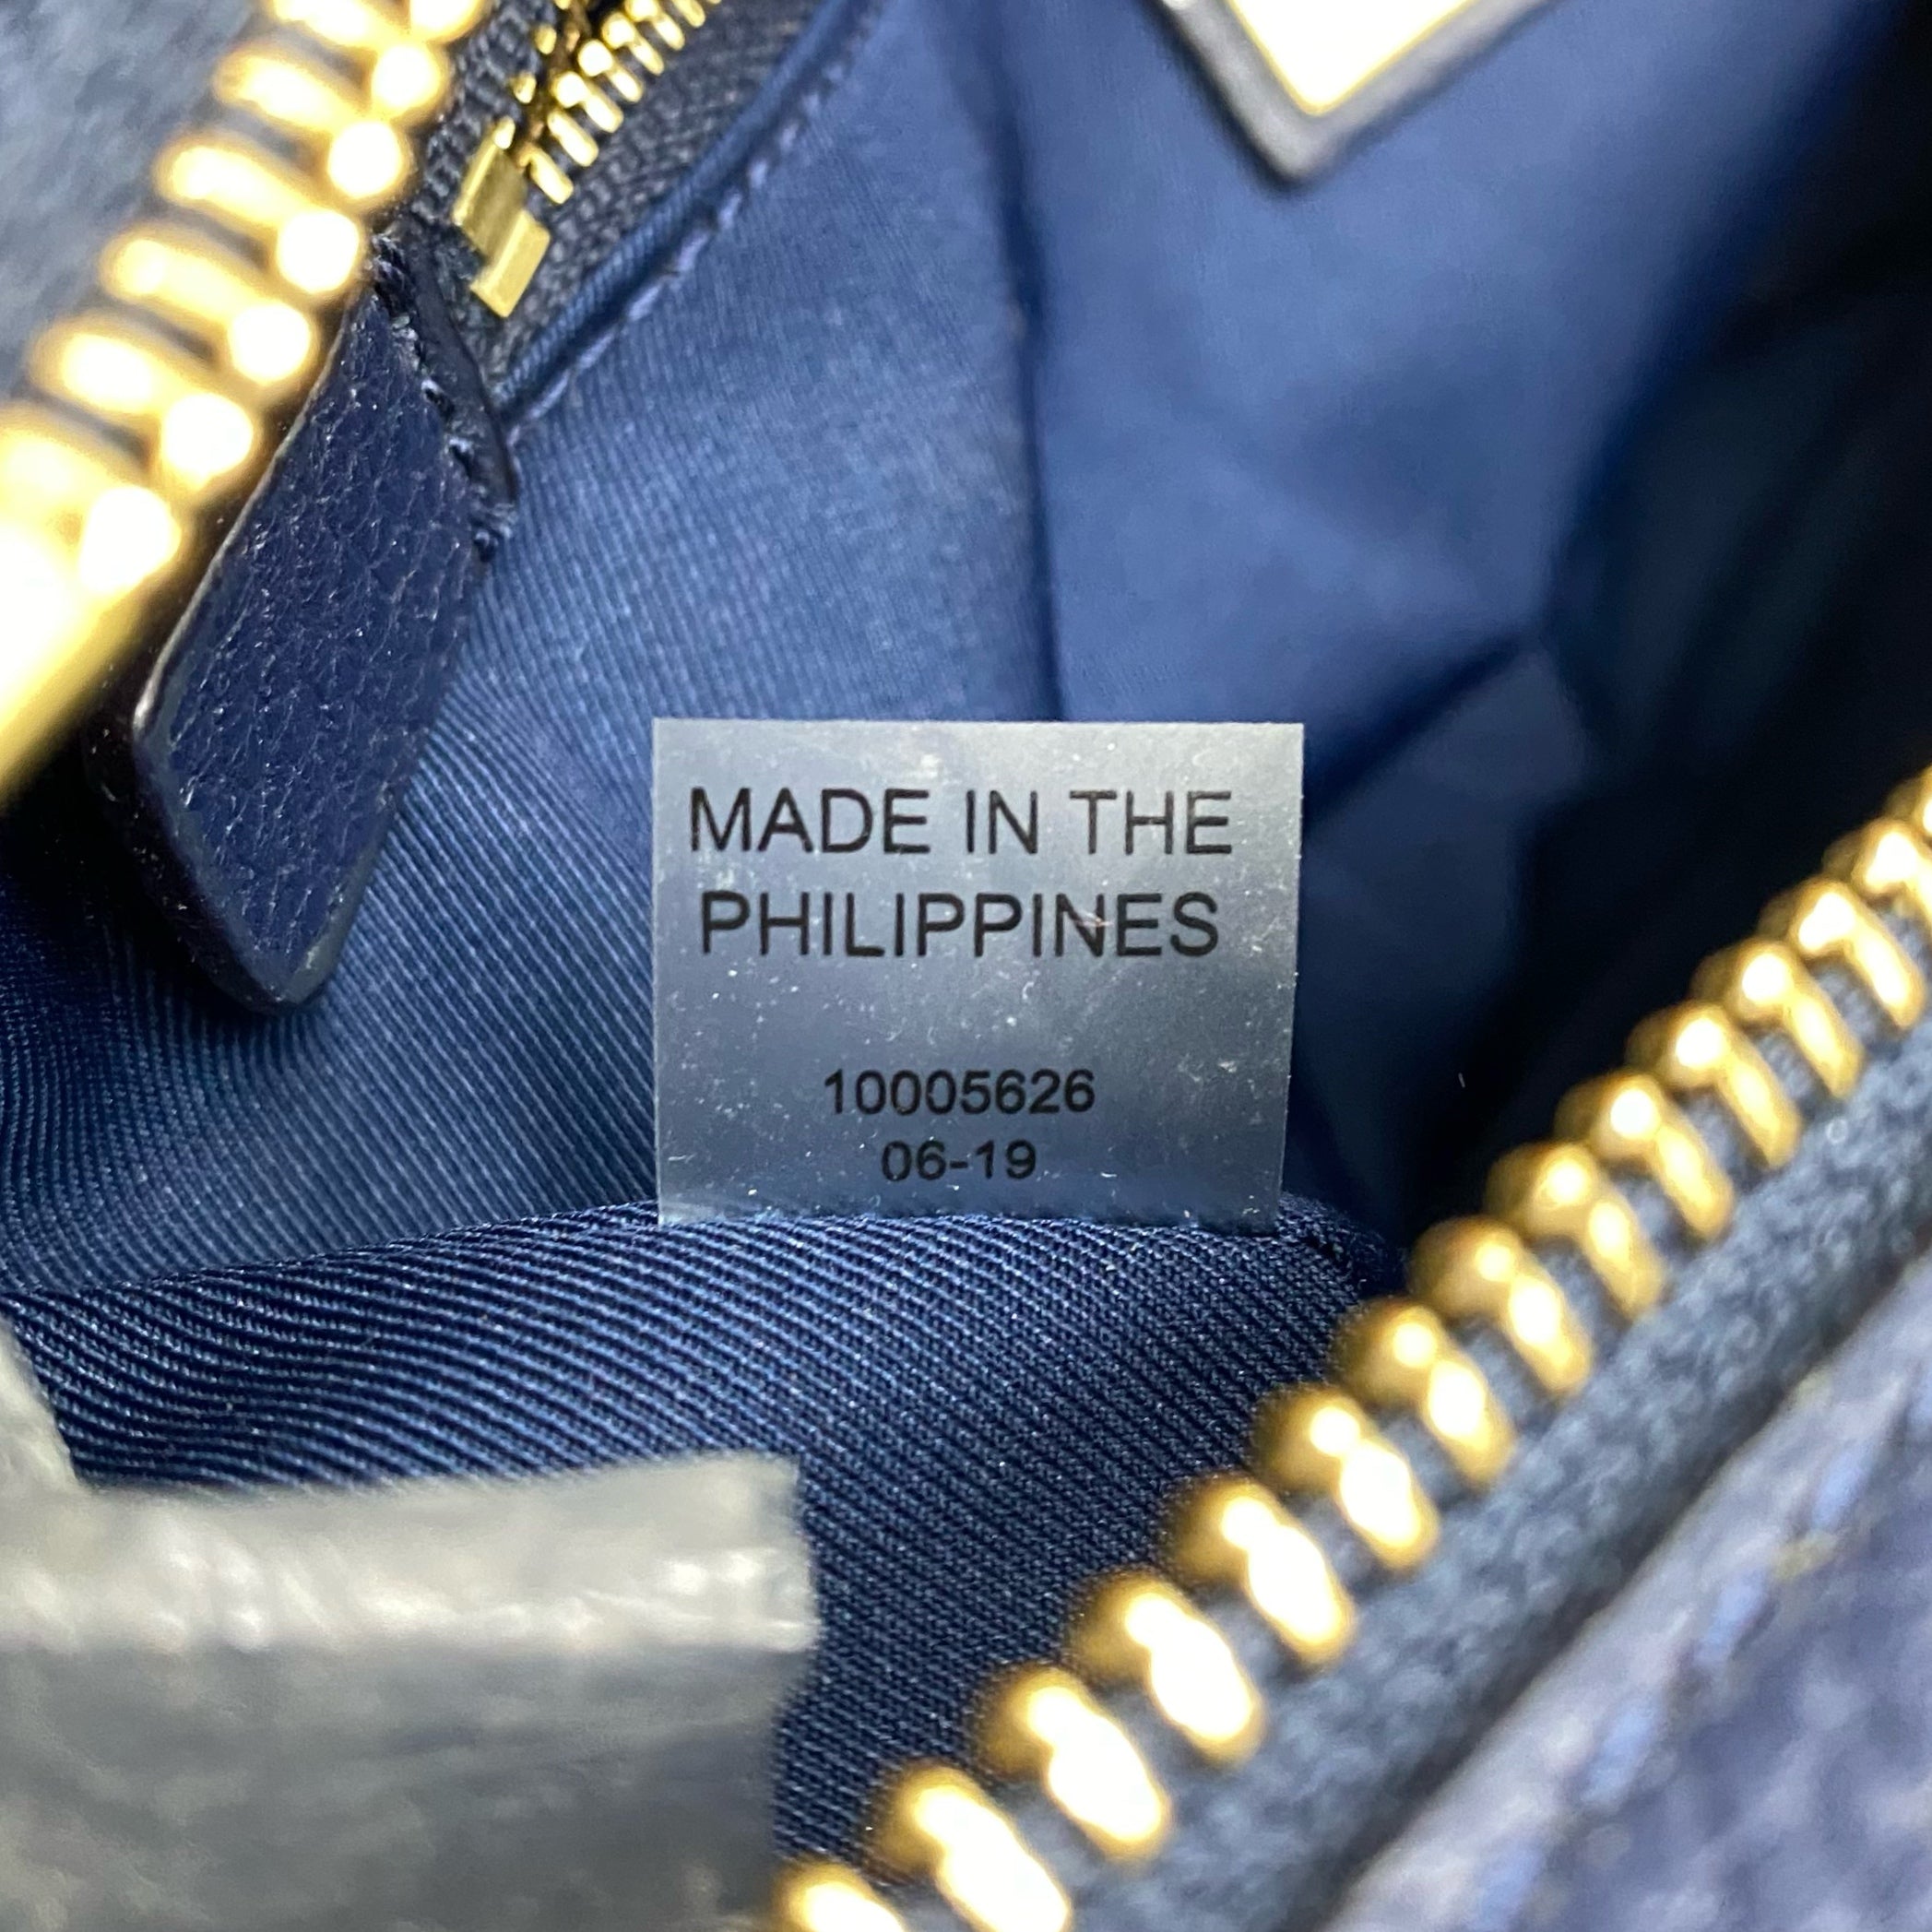 MADE IN THE
PHILIPPINES
10005626
06-19